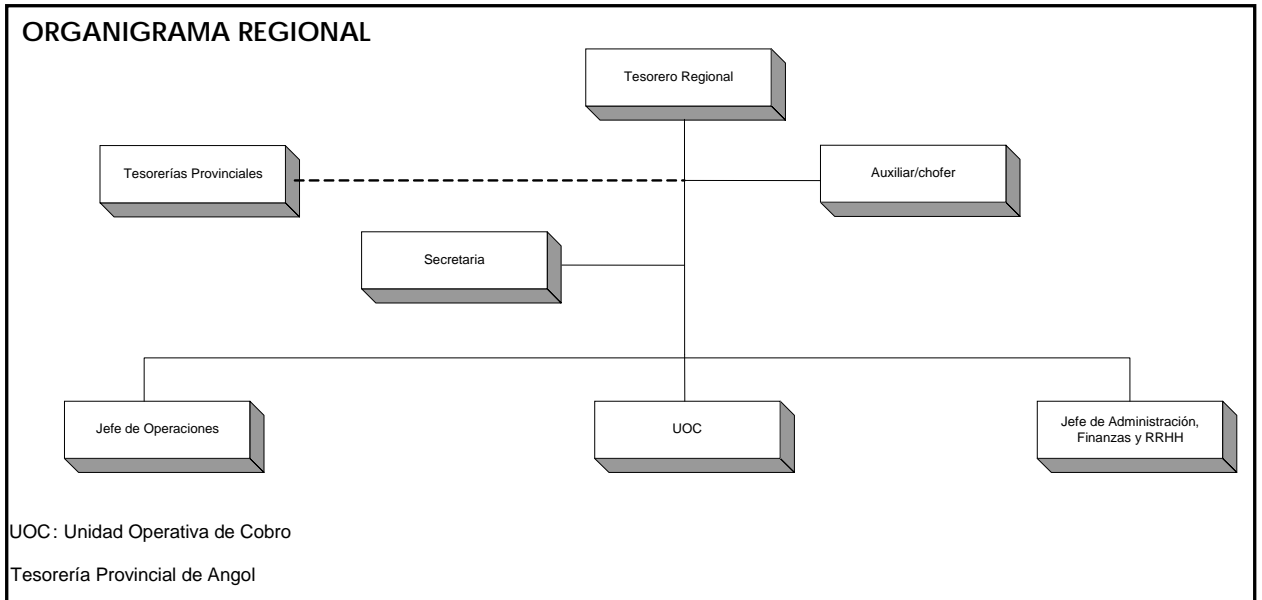 ORGANIGRAMA REGIONAL
Tesorero Regional
Tesorerías Provinciales
Auxiliar/chofer
Secretaria
Jefe de Operaciones
UOC
Jefe de Administración,
Finanzas y RRHH
UOC: Unidad Operativa de Cobro
Tesorería Provincial de Angol